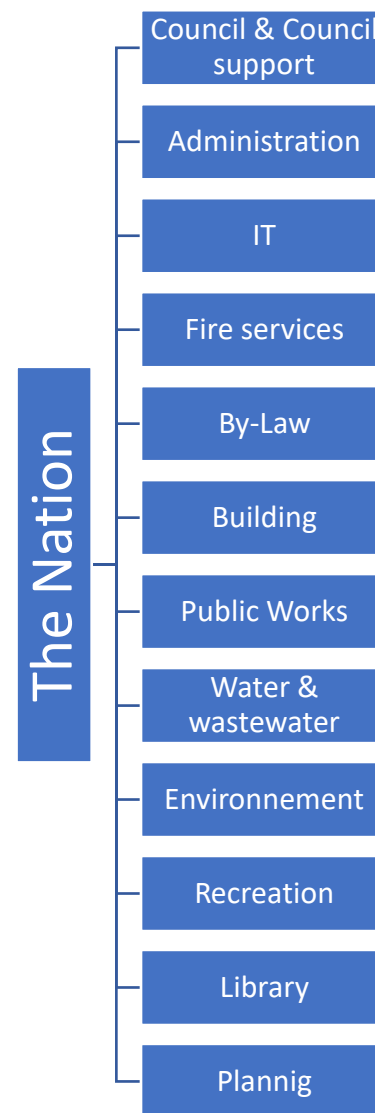 The Nation
Council & Council
support
Administration
IT
Fire services
By-Law
Building
Public Works
Water &
wastewater
Environnement
Recreation
Library
Plannig